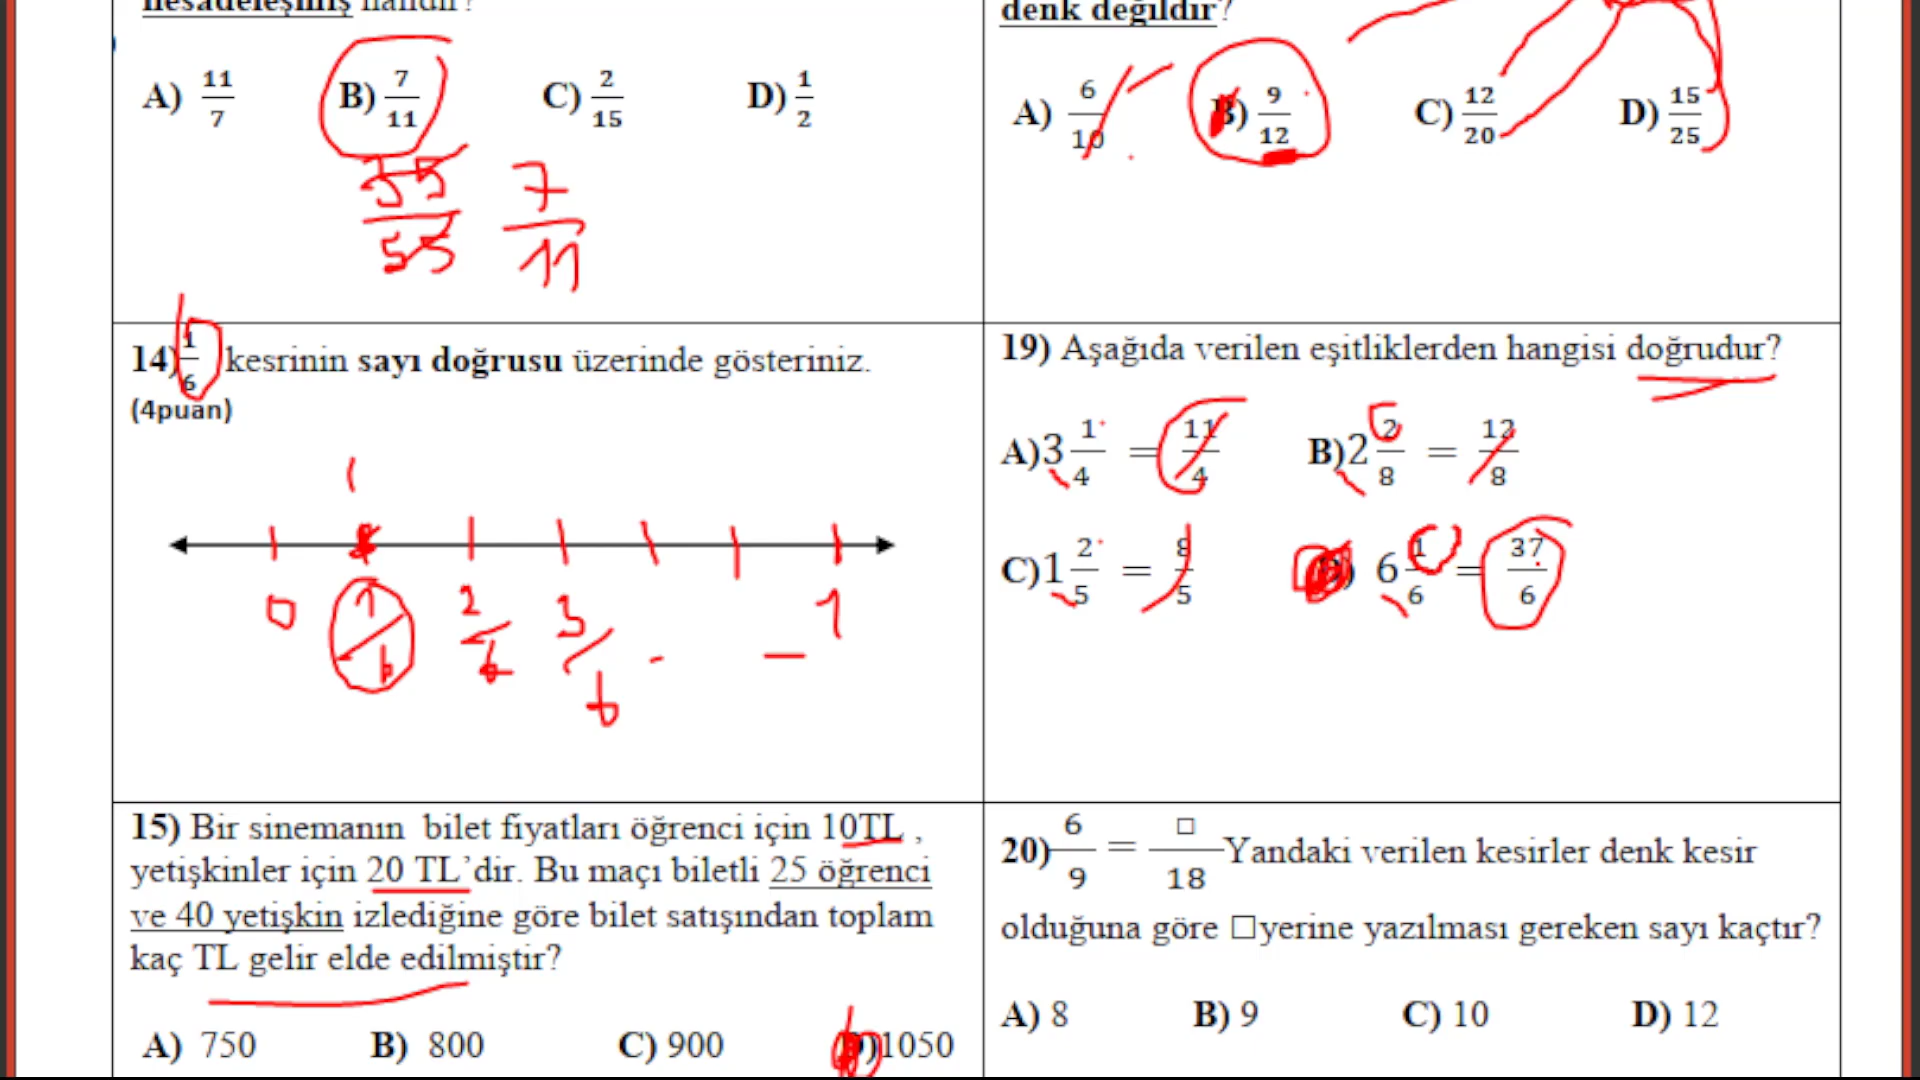 denk değildir?
A) 11/7 B) 7/11 C) 2/15 D) 1/2
35/55 7/11
A) 6/10 B) 9/12 C) 12/20 D) 15/25
14) 1/6 kesrinin sayı doğrusu üzerinde gösteriniz.
(4puan)
0 1/6 2/6 3/6 1
19) Aşağıda verilen eşitliklerden hangisi doğrudur?
A) 3 1/4 = 11/4 B) 2 2/8 = 12/8
C) 1 2/5 = 8/5 D) 6 1/6 = 37/6
15) Bir sinemanın bilet fiyatları öğrenci için 10TL ,
yetişkinler için 20 TL'dir. Bu maçı biletli 25 öğrenci
ve 40 yetişkin izlediğine göre bilet satışından toplam
kaç TL gelir elde edilmiştir?
A) 750 B) 800 C) 900 D) 1050
20) 6/9 = □/18 Yandaki verilen kesirler denk kesir
olduğuna göre □yerine yazılması gereken sayı kaçtır?
A) 8 B) 9 C) 10 D) 12